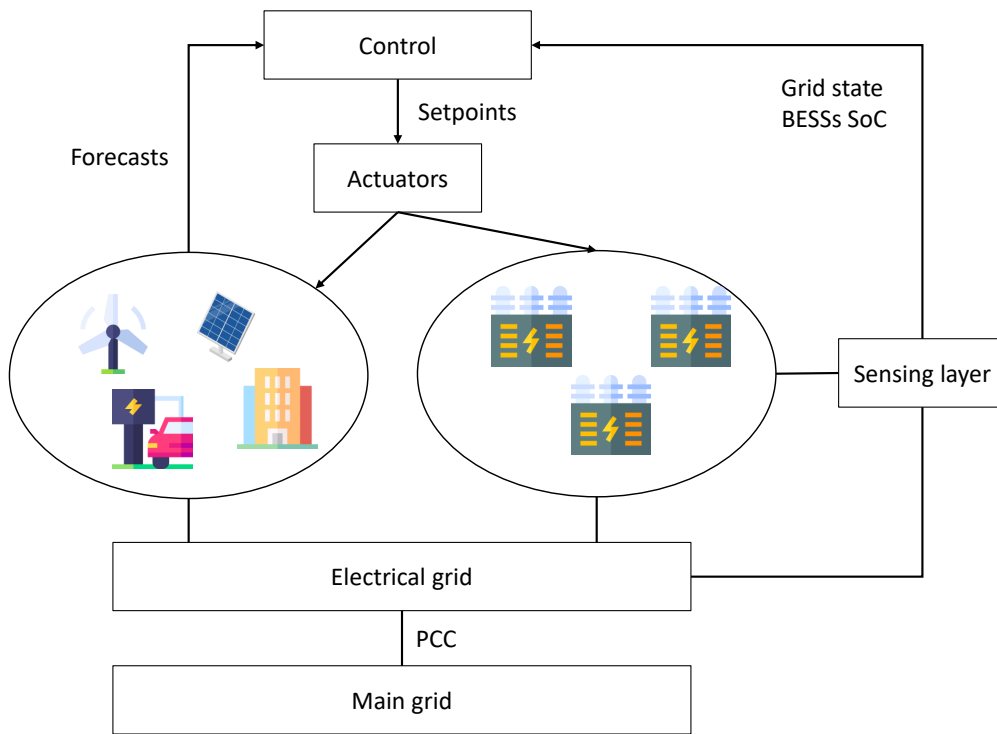 Control
Grid state
BESSs SoC
Setpoints
Forecasts
Actuators
Sensing layer
Electrical grid
PCC
Main grid